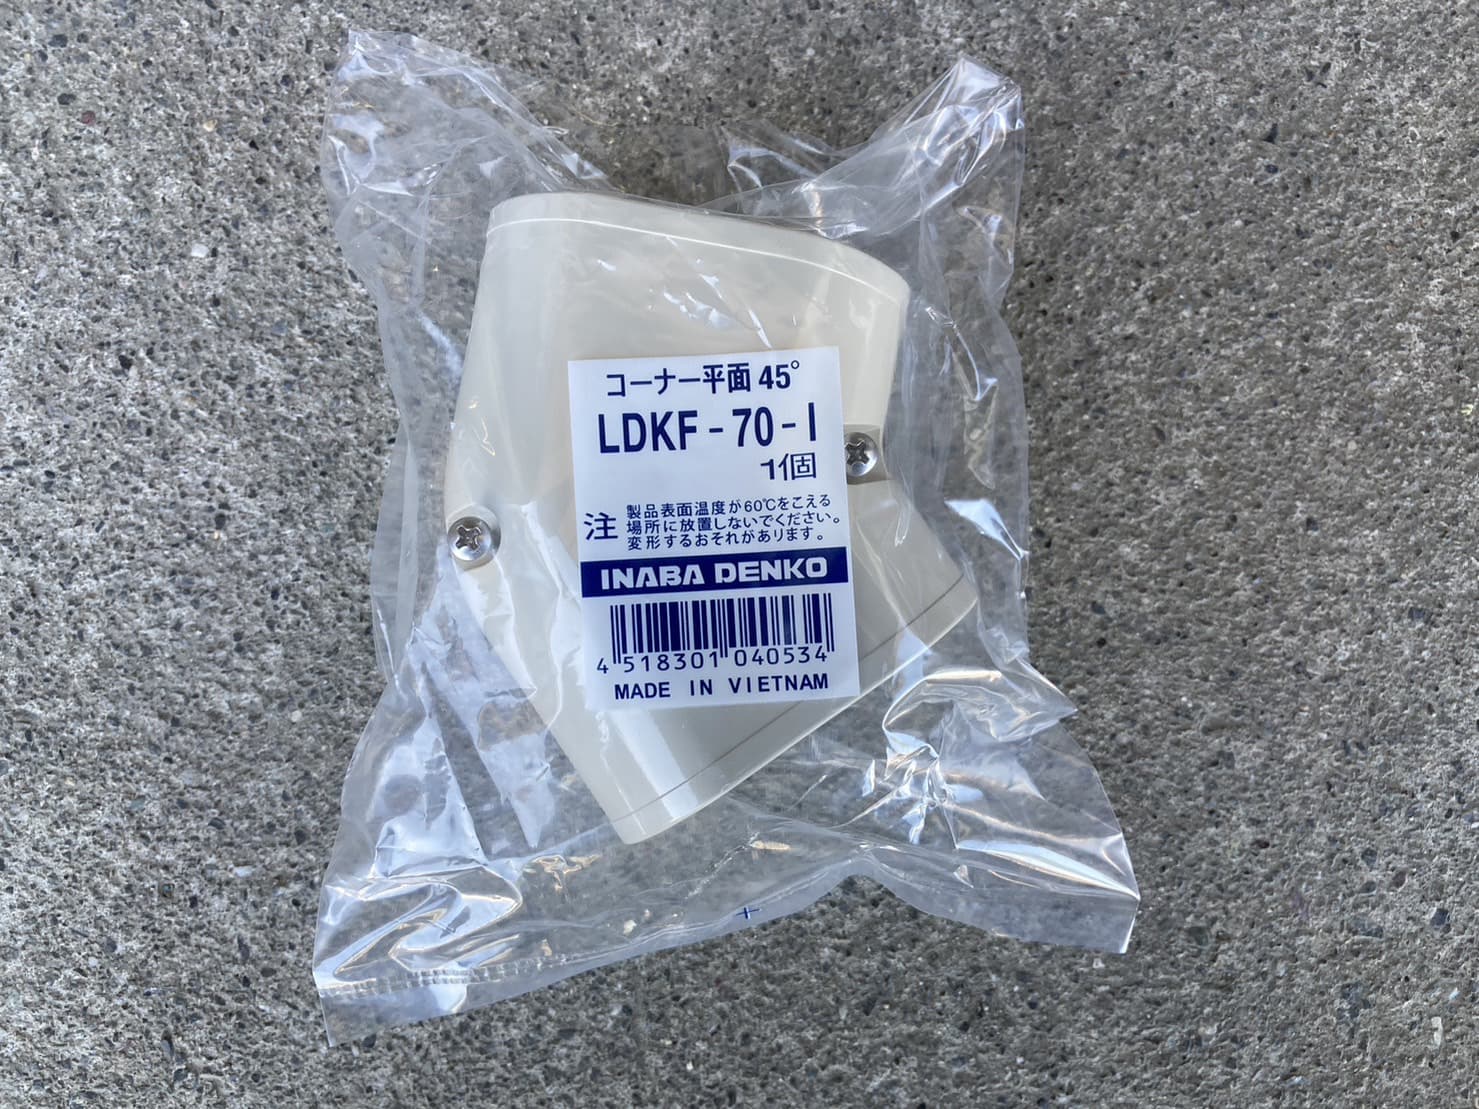 コーナー平面 45°
LDKF-70-I
1個
注 製品表面温度が60℃をこえる
場所に放置しないでください。
変形するおそれがあります。
INABA DENKO
4 518301 040534
MADE IN VIETNAM